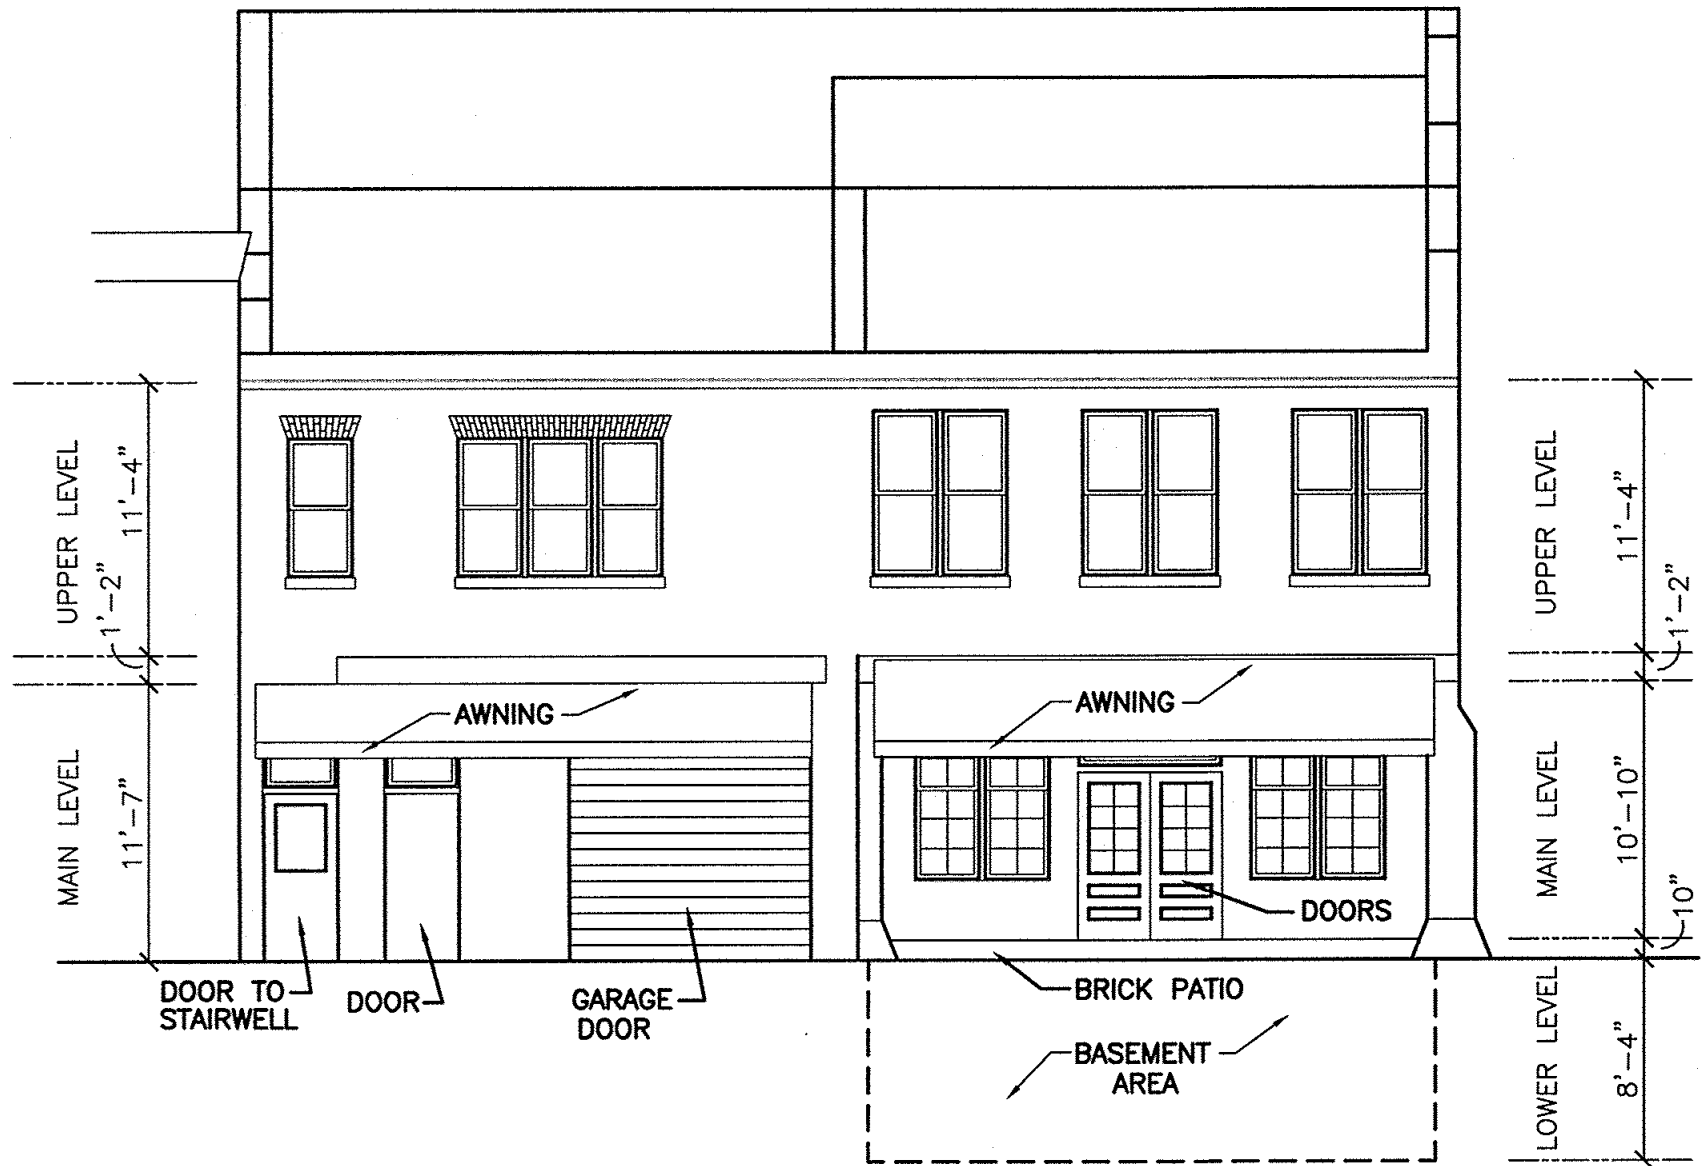 UPPER LEVEL
11'-4"
1'-2"
MAIN LEVEL
11'-7"
AWNING
DOOR TO
STAIRWELL
DOOR
GARAGE
DOOR
AWNING
DOORS
BRICK PATIO
BASEMENT
AREA
UPPER LEVEL
11'-4"
1'-2"
MAIN LEVEL
10'-10"
10"
LOWER LEVEL
8'-4"